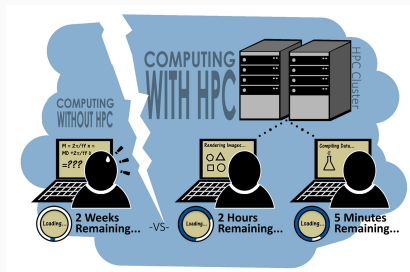 COMPUTING
WITHOUT HPC
COMPUTING
WITH HPC
HPC Cluster
=???
Rendering Images...
Compiling Data...
Loading...
2 Weeks
Remaining...
-VS-
Loading...
2 Hours
Remaining...
Loading...
5 Minutes
Remaining...